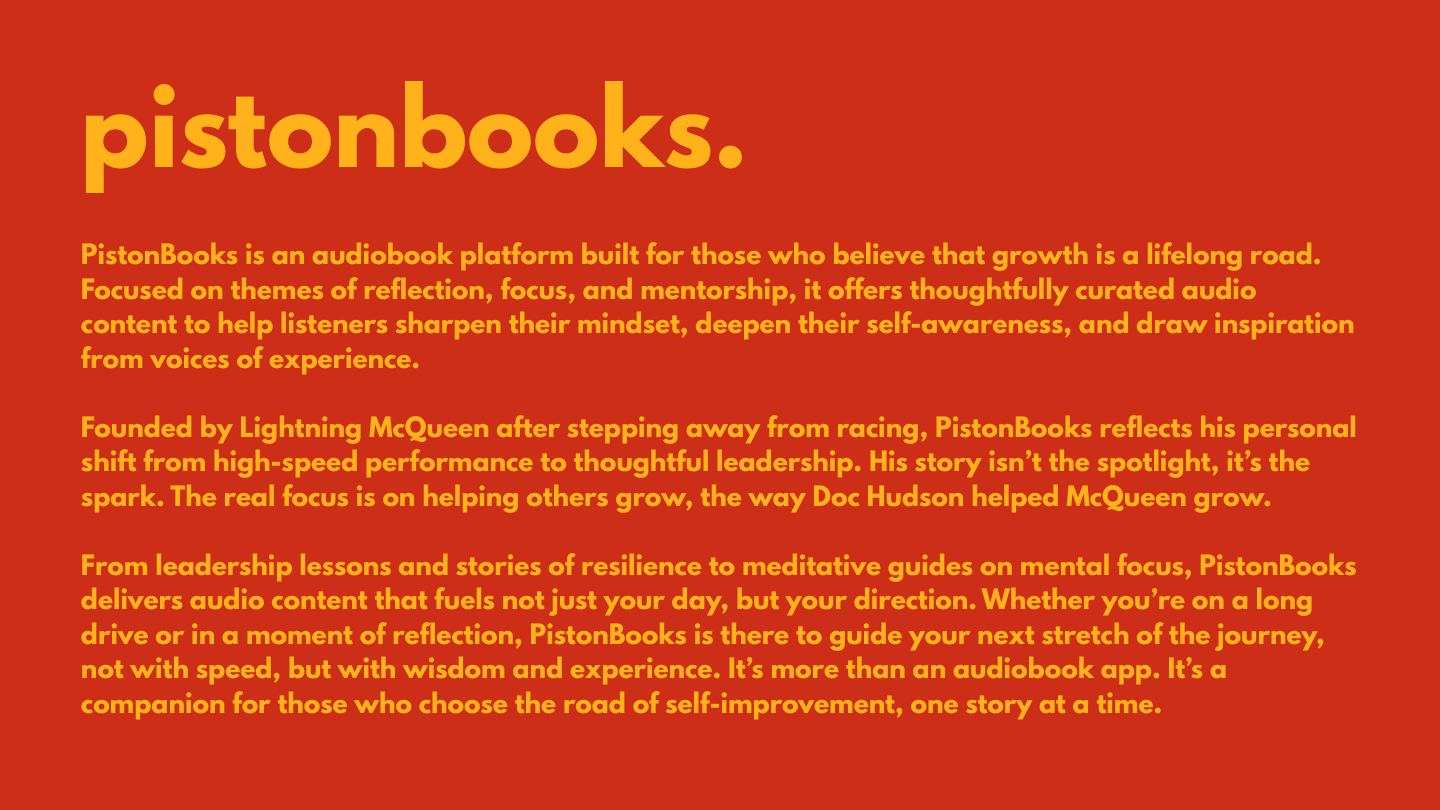 pistonbooks.
PistonBooks is an audiobook platform built for those who believe that growth is a lifelong road.
Focused on themes of reflection, focus, and mentorship, it offers thoughtfully curated audio
content to help listeners sharpen their mindset, deepen their self-awareness, and draw inspiration
from voices of experience.
Founded by Lightning McQueen after stepping away from racing, PistonBooks reflects his personal
shift from high-speed performance to thoughtful leadership. His story isn’t the spotlight, it’s the
spark. The real focus is on helping others grow, the way Doc Hudson helped McQueen grow.
From leadership lessons and stories of resilience to meditative guides on mental focus, PistonBooks
delivers audio content that fuels not just your day, but your direction. Whether you’re on a long
drive or in a moment of reflection, PistonBooks is there to guide your next stretch of the journey,
not with speed, but with wisdom and experience. It’s more than an audiobook app. It’s a
companion for those who choose the road of self-improvement, one story at a time.